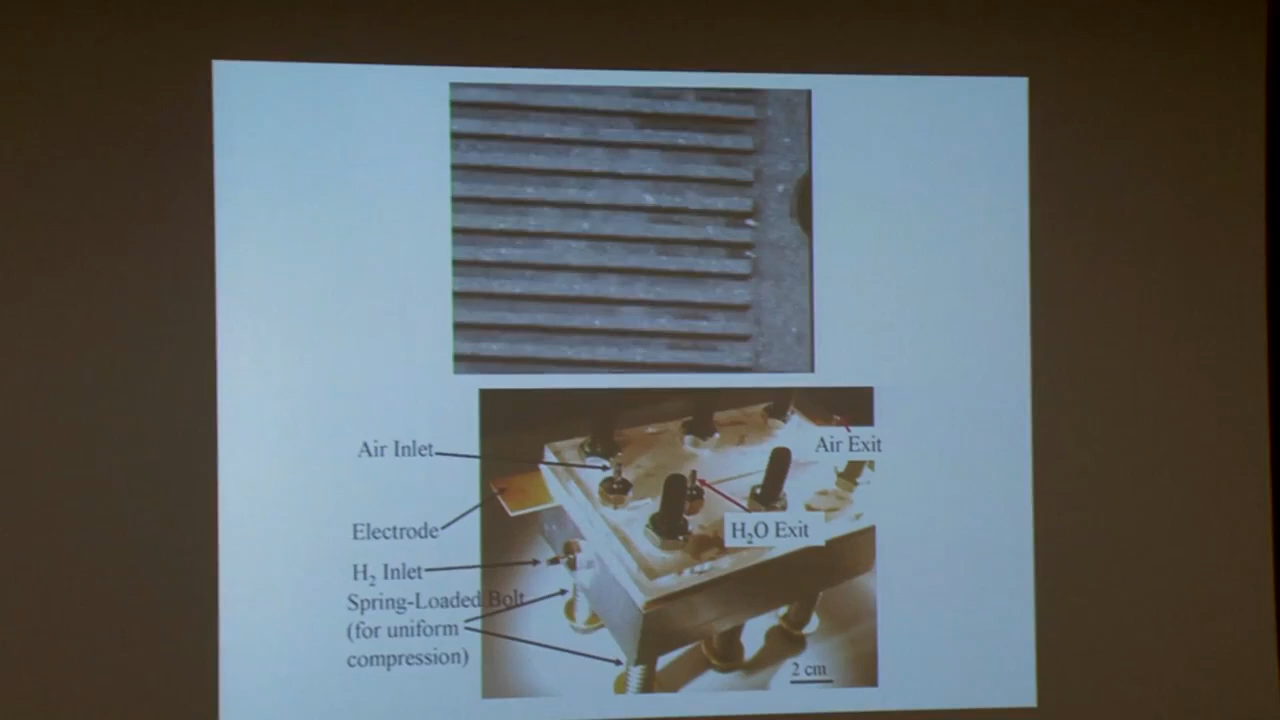 Air Inlet
Air Exit
Electrode
H₂O Exit
H₂ Inlet
Spring-Loaded Bolt
(for uniform
compression)
2 cm